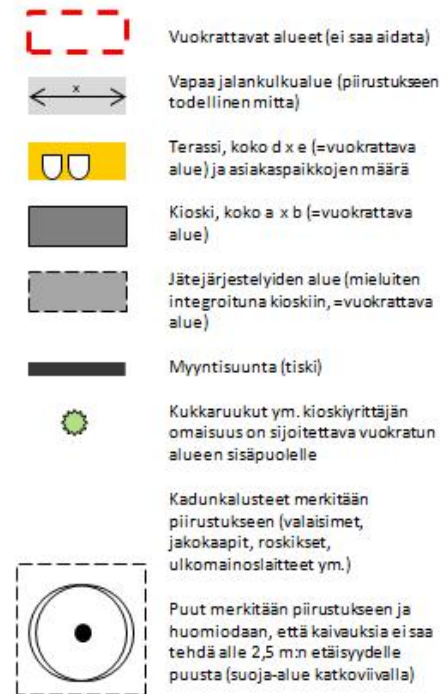 Vuokrattavat alueet (ei saa aidata)
x
Vapaa jalankulkualue (piirustukseen
todellinen mitta)
Terassi, koko d x e (=vuokrattava
alue) ja asiakaspaikkojen määrä
Kioski, koko a x b (=vuokrattava
alue)
Jätejärjestelyiden alue (mieluiten
integroituna kioskiin, =vuokrattava
alue)
Myyntisuunta (tiski)
Kukkaruukut ym. kioskiyrittäjän
omaisuus on sijoitettava vuokratun
alueen sisäpuolelle
Kadunkalusteet merkitään
piirustukseen (valaisimet,
jakokaapit, roskikset,
ulkomainoslaitteet ym.)
Puut merkitään piirustukseen ja
huomiodaan, että kaivauksia ei saa
tehdä alle 2,5 m:n etäisyydelle
puusta (suoja-alue katkoviivalla)